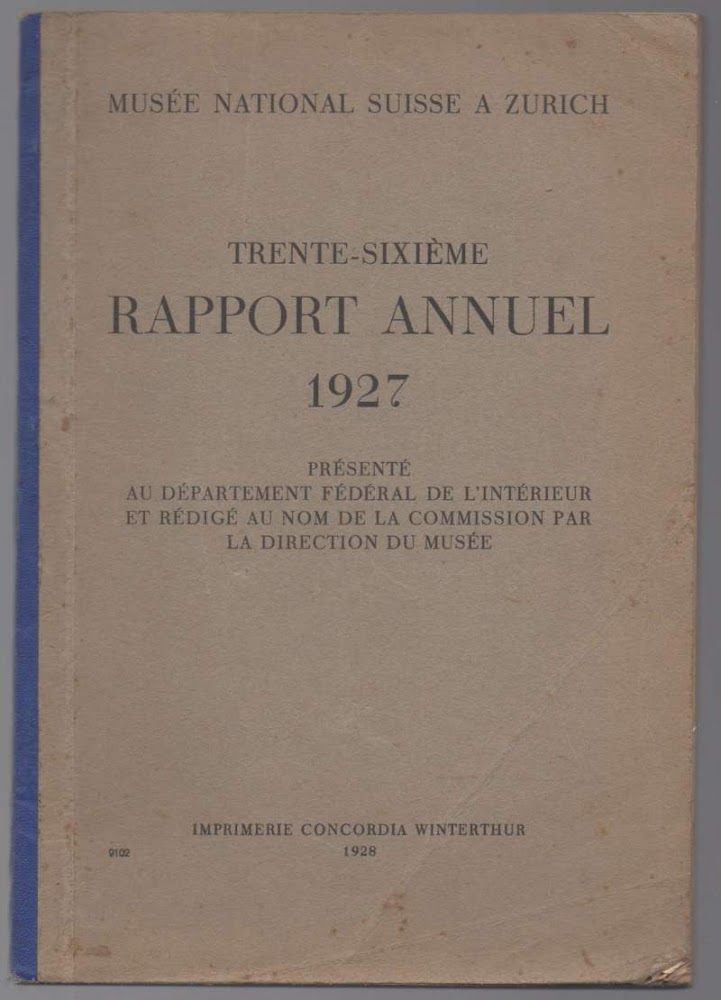 MUSÉE NATIONAL SUISSE A ZURICH
TRENTE-SIXIÈME
RAPPORT ANNUEL
1927
PRÉSENTÉ
AU DÉPARTEMENT FÉDÉRAL DE L'INTÉRIEUR
ET RÉDIGÉ AU NOM DE LA COMMISSION PAR
LA DIRECTION DU MUSÉE
IMPRIMERIE CONCORDIA WINTERTHUR
9102 1928